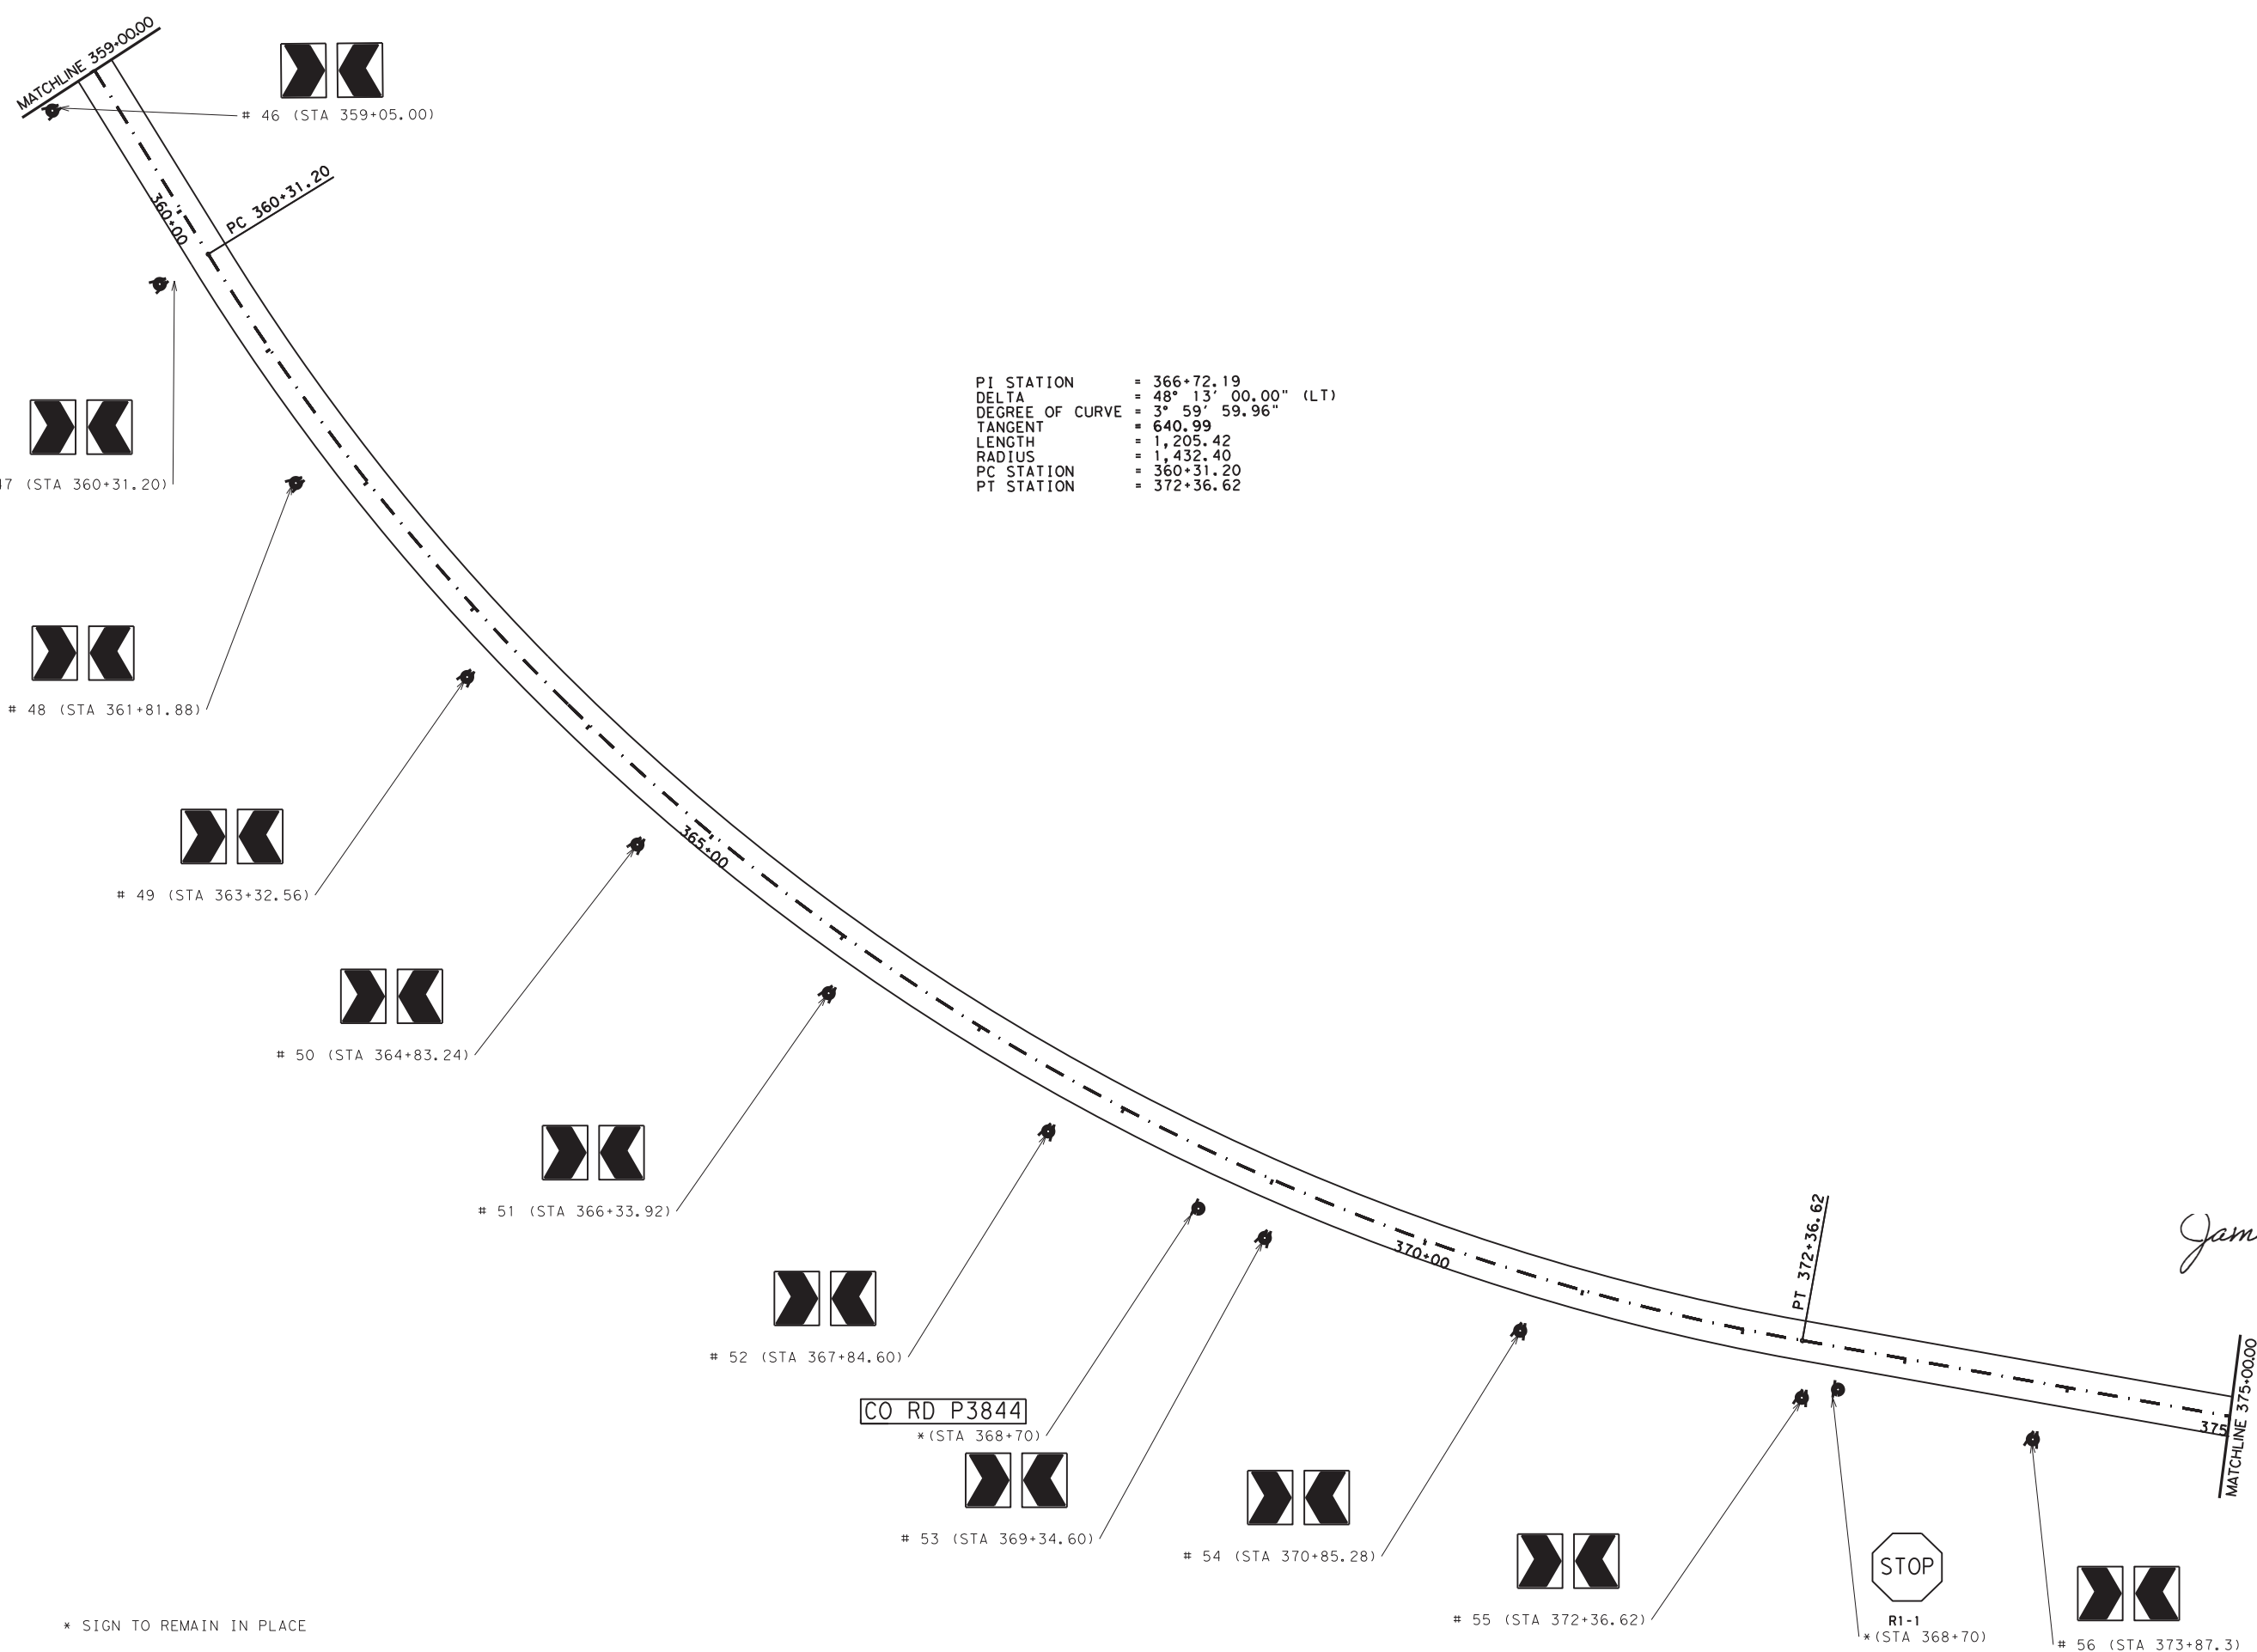 MATCHLINE 359+00.00
# 46 (STA 359+05.00)
PC 360+31.20
360+00
PI STATION = 366+72.19
DELTA = 48° 13' 00.00" (LT)
DEGREE OF CURVE = 3° 59' 59.96"
TANGENT = 640.99
LENGTH = 1,205.42
RADIUS = 1,432.40
PC STATION = 360+31.20
PT STATION = 372+36.62
47 (STA 360+31.20)
# 48 (STA 361+81.88)
# 49 (STA 363+32.56)
365+00
# 50 (STA 364+83.24)
# 51 (STA 366+33.92)
# 52 (STA 367+84.60)
370+00
PT 372+36.62
Jam
CO RD P3844
*(STA 368+70)
# 53 (STA 369+34.60)
# 54 (STA 370+85.28)
# 55 (STA 372+36.62)
375
MATCHLINE 375+00.00
STOP
R1-1
*(STA 368+70)
# 56 (STA 373+87.3)
* SIGN TO REMAIN IN PLACE